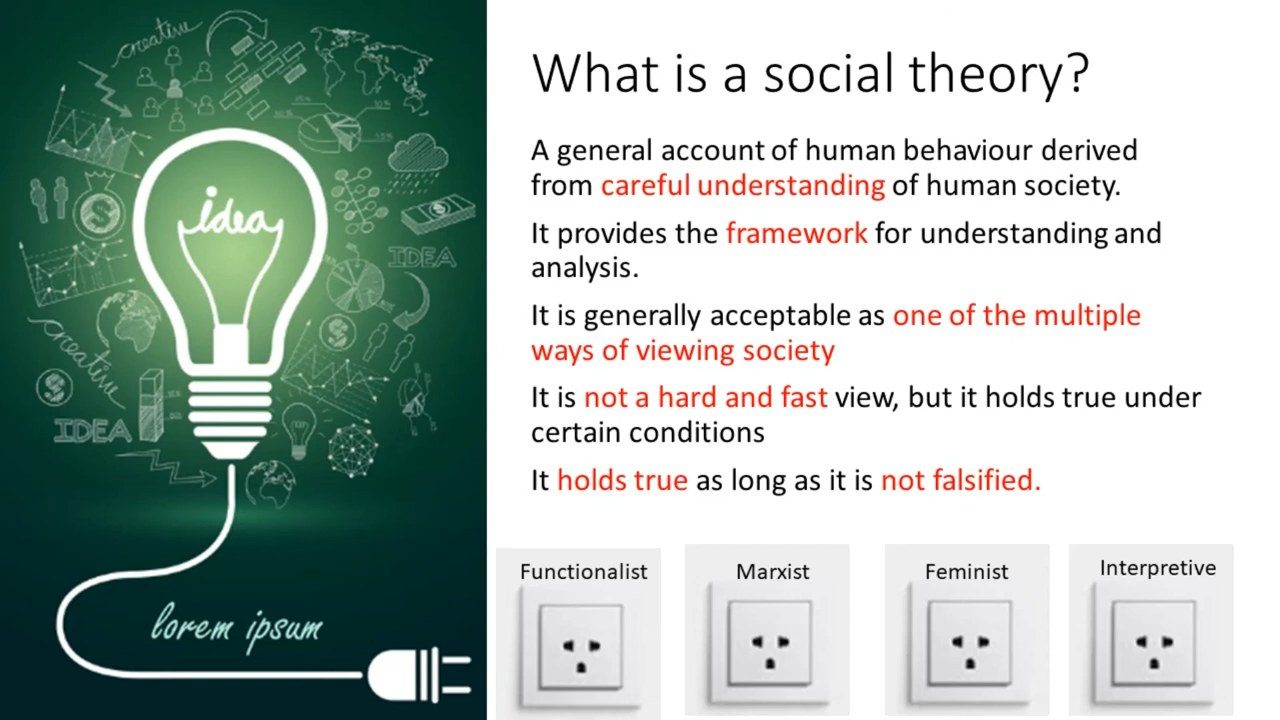 What is a social theory?
A general account of human behaviour derived
from careful understanding of human society.
It provides the framework for understanding and
analysis.
It is generally acceptable as one of the multiple
ways of viewing society
It is not a hard and fast view, but it holds true under
certain conditions
It holds true as long as it is not falsified.
Functionalist
Marxist
Feminist
Interpretive
creative
idea
IDEA
creative
IDEA
lorem ipsum